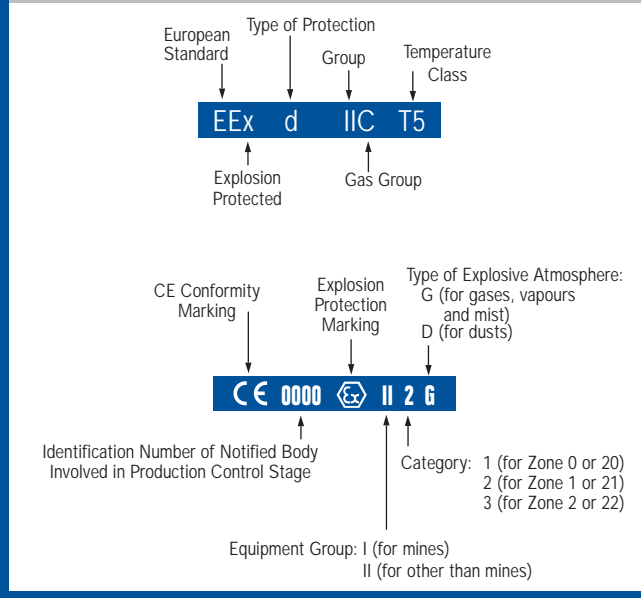 European
Standard
Type of Protection
Group
Temperature
Class
EEx d IIC T5
Explosion
Protected
Gas Group
CE Conformity
Marking
Explosion
Protection
Marking
Type of Explosive Atmosphere:
G (for gases, vapours
and mist)
D (for dusts)
CE 0000 Ex II 2 G
Identification Number of Notified Body
Involved in Production Control Stage
Category: 1 (for Zone 0 or 20)
2 (for Zone 1 or 21)
3 (for Zone 2 or 22)
Equipment Group: I (for mines)
II (for other than mines)